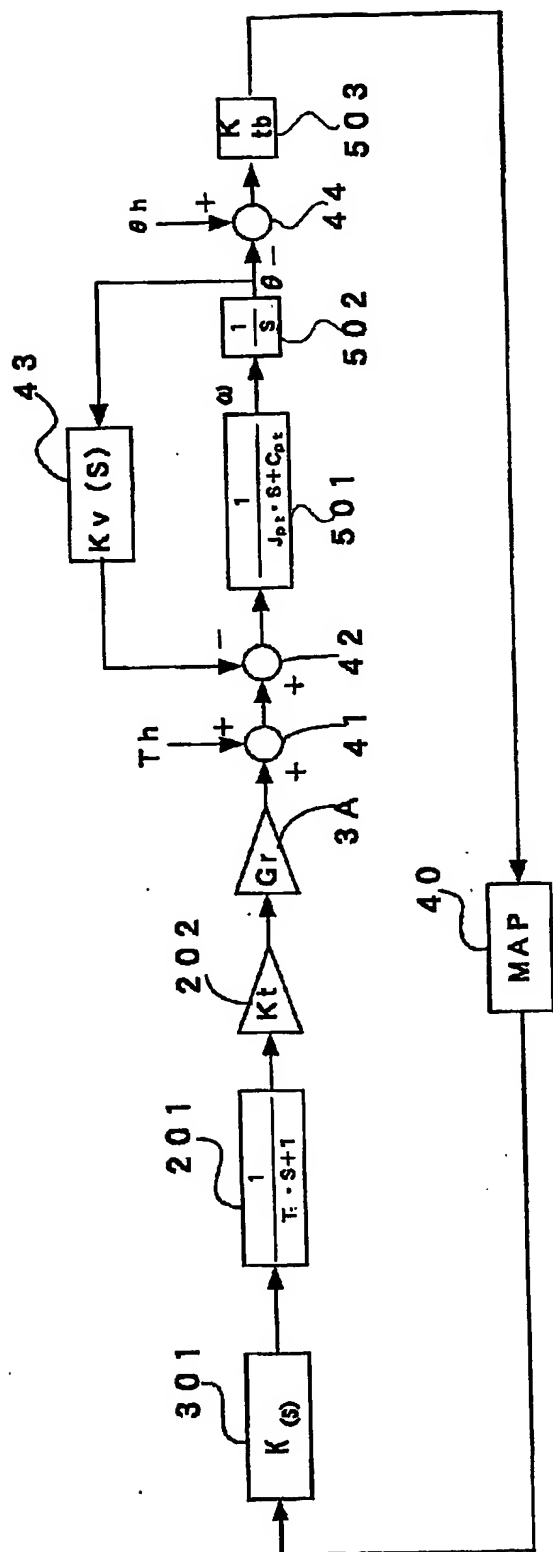 301
K (S)
201
1
Ti · S+1
202
Kt
Gr
3A
Th
+
+
41
+
−
42
43
Kv (S)
1
Jpt · S+Cpt
501
ω
1
S
502
θ
−
θh
+
44
K
tb
503
40
MAP